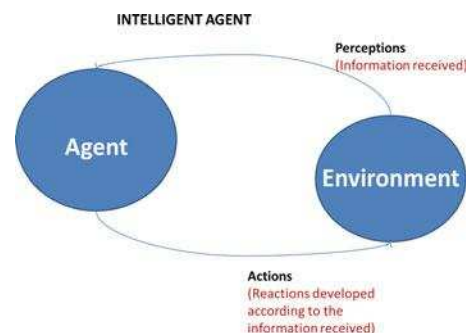 INTELLIGENT AGENT
Perceptions
(Information received)
Agent
Environment
Actions
(Reactions developed
according to the
information received)